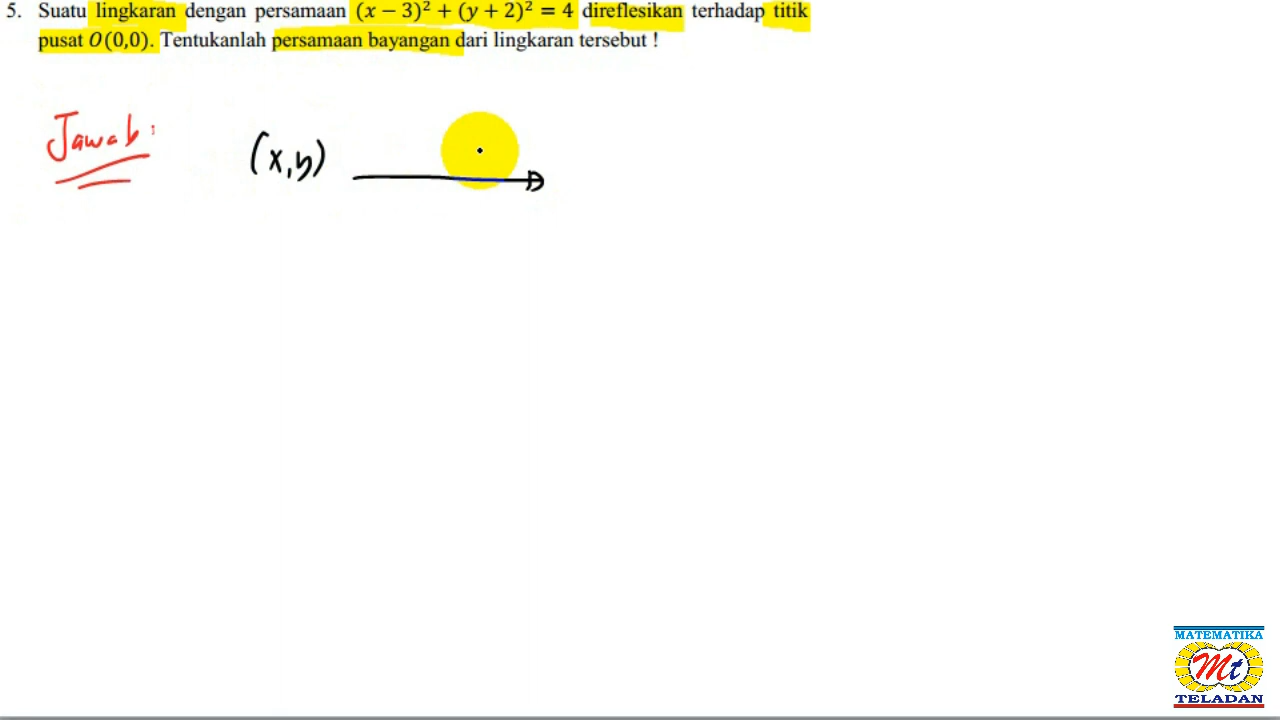 5. Suatu lingkaran dengan persamaan (x − 3)² + (y + 2)² = 4 direflesikan terhadap titik
pusat O(0,0). Tentukanlah persamaan bayangan dari lingkaran tersebut !
Jawab:
(x,y)
MATEMATIKA
Mt
TELADAN